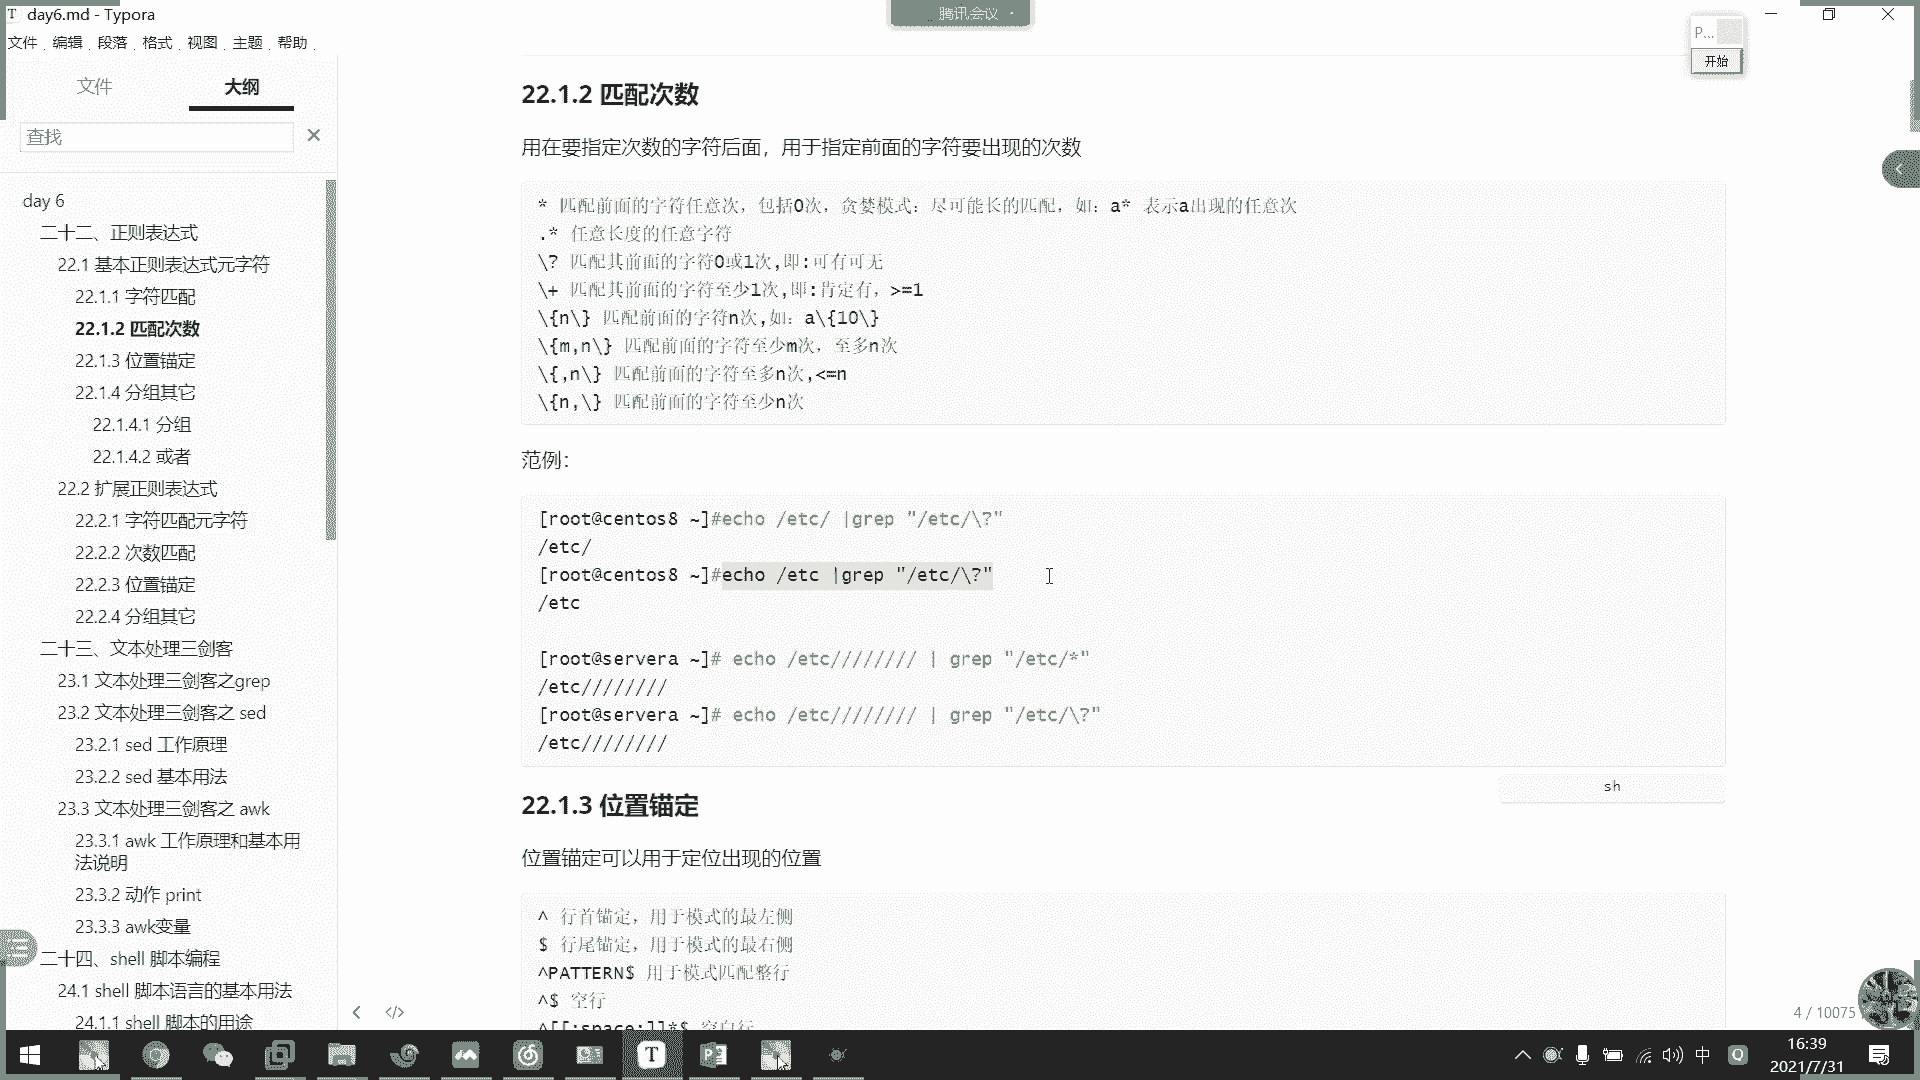 day6.md - Typora
腾讯会议
文件 编辑 段落 格式 视图 主题 帮助
P...
开始
文件 大纲
查找
day 6
二十二、正则表达式
22.1 基本正则表达式元字符
22.1.1 字符匹配
22.1.2 匹配次数
22.1.3 位置锚定
22.1.4 分组其它
22.1.4.1 分组
22.1.4.2 或者
22.2 扩展正则表达式
22.2.1 字符匹配元字符
22.2.2 次数匹配
22.2.3 位置锚定
22.2.4 分组其它
二十三、文本处理三剑客
23.1 文本处理三剑客之grep
23.2 文本处理三剑客之 sed
23.2.1 sed 工作原理
23.2.2 sed 基本用法
23.3 文本处理三剑客之 awk
23.3.1 awk 工作原理和基本用
法说明
23.3.2 动作 print
23.3.3 awk变量
二十四、shell 脚本编程
24.1 shell 脚本语言的基本用法
24.1.1 shell 脚本的用途
22.1.2 匹配次数
用在要指定次数的字符后面，用于指定前面的字符要出现的次数
* 匹配前面的字符任意次，包括0次，贪婪模式：尽可能长的匹配，如：a* 表示a出现的任意次
.* 任意长度的任意字符
\? 匹配其前面的字符0或1次,即:可有可无
\+ 匹配其前面的字符至少1次,即:肯定有，>=1
\{n\} 匹配前面的字符n次,如：a\{10\}
\{m,n\} 匹配前面的字符至少m次，至多n次
\{,n\} 匹配前面的字符至多n次,<=n
\{n,\} 匹配前面的字符至少n次
范例：
[root@centos8 ~]#echo /etc/ |grep "/etc/\?"
/etc/
[root@centos8 ~]#echo /etc |grep "/etc/\?"
/etc
[root@servera ~]# echo /etc//////// | grep "/etc/*"
/etc////////
[root@servera ~]# echo /etc//////// | grep "/etc/\?"
/etc////////
sh
22.1.3 位置锚定
位置锚定可以用于定位出现的位置
^ 行首锚定，用于模式的最左侧
$ 行尾锚定，用于模式的最右侧
^PATTERN$ 用于模式匹配整行
^$ 空行
^[[:space:]]*$ 空白行
4 / 10075
中
16:39
2021/7/31